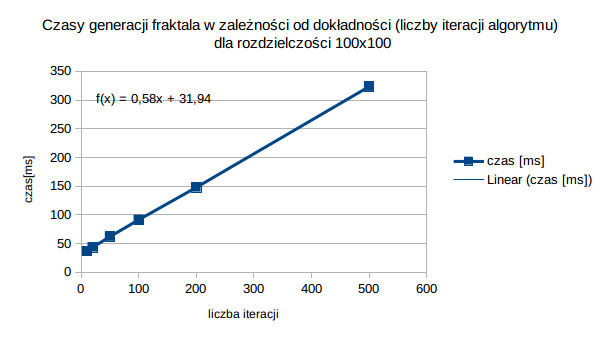 Czasy generacji fraktala w zależności od dokładności (liczby iteracji algorytmu)
dla rozdzielczości 100x100
350
300
250
200
150
100
50
0
f(x) = 0,58x + 31,94
czas[ms]
0 100 200 300 400 500 600
liczba iteracji
czas [ms]
Linear (czas [ms])